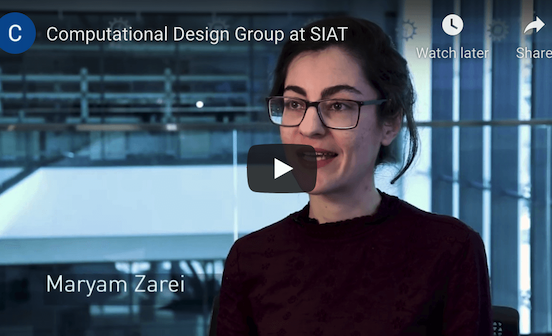 C
Computational Design Group at SIAT
Watch later
Share
Maryam Zarei